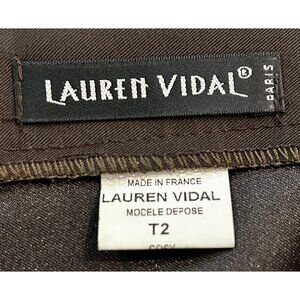 LAUREN VIDAL®
PARIS
MADE IN FRANCE
LAUREN VIDAL
MODELE DEPOSE
T2